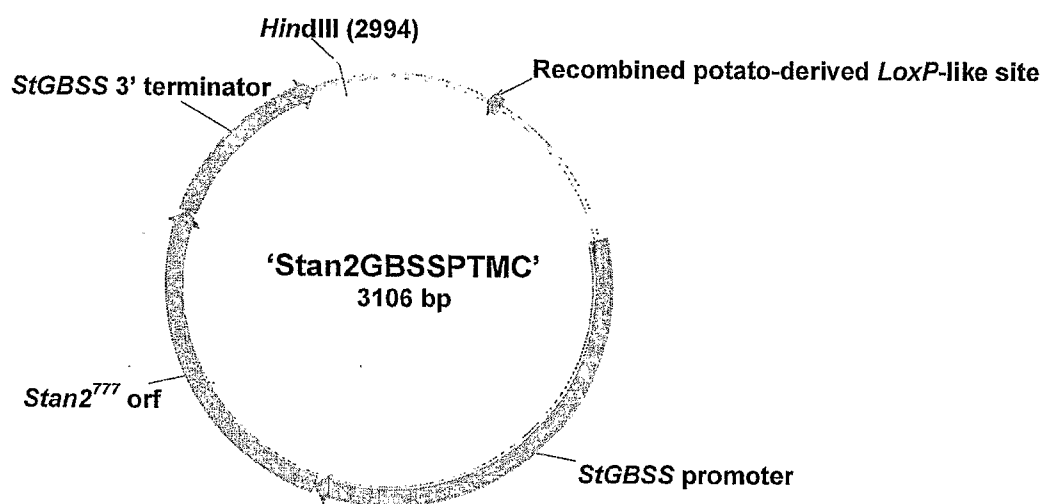 HindIII (2994)
Recombined potato-derived LoxP-like site
StGBSS 3' terminator
'Stan2GBSSPTMC'
3106 bp
Stan2⁷⁷⁷ orf
StGBSS promoter